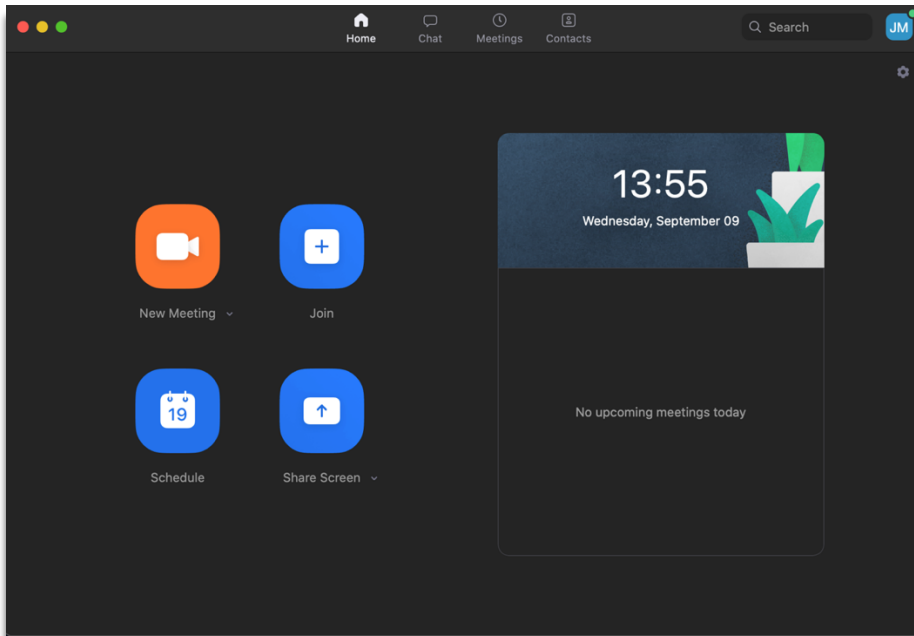 Home
Chat
Meetings
Contacts
Search
JM
13:55
Wednesday, September 09
New Meeting
Join
19
Schedule
Share Screen
No upcoming meetings today